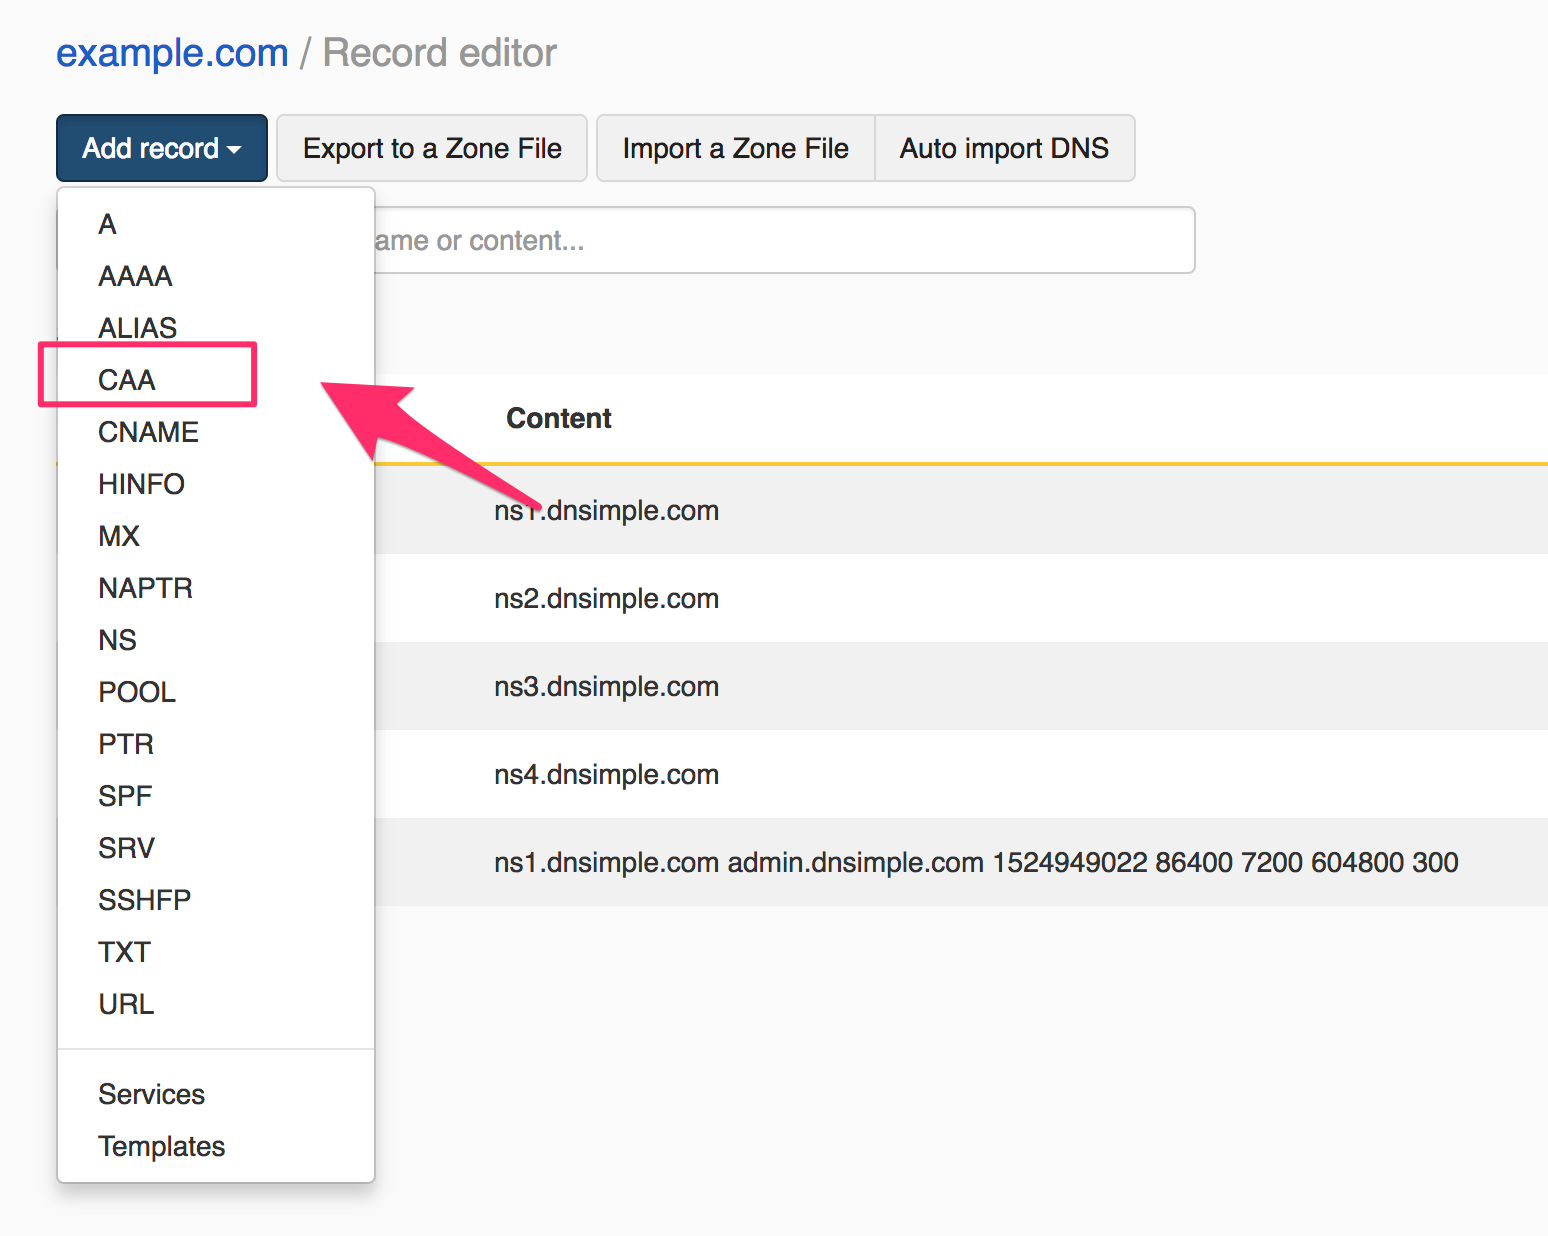 example.com / Record editor
Add record
Export to a Zone File
Import a Zone File
Auto import DNS
ame or content...
A
AAAA
ALIAS
CAA
CNAME
HINFO
MX
NAPTR
NS
POOL
PTR
SPF
SRV
SSHFP
TXT
URL
Services
Templates
Content
ns1.dnsimple.com
ns2.dnsimple.com
ns3.dnsimple.com
ns4.dnsimple.com
ns1.dnsimple.com admin.dnsimple.com 1524949022 86400 7200 604800 300